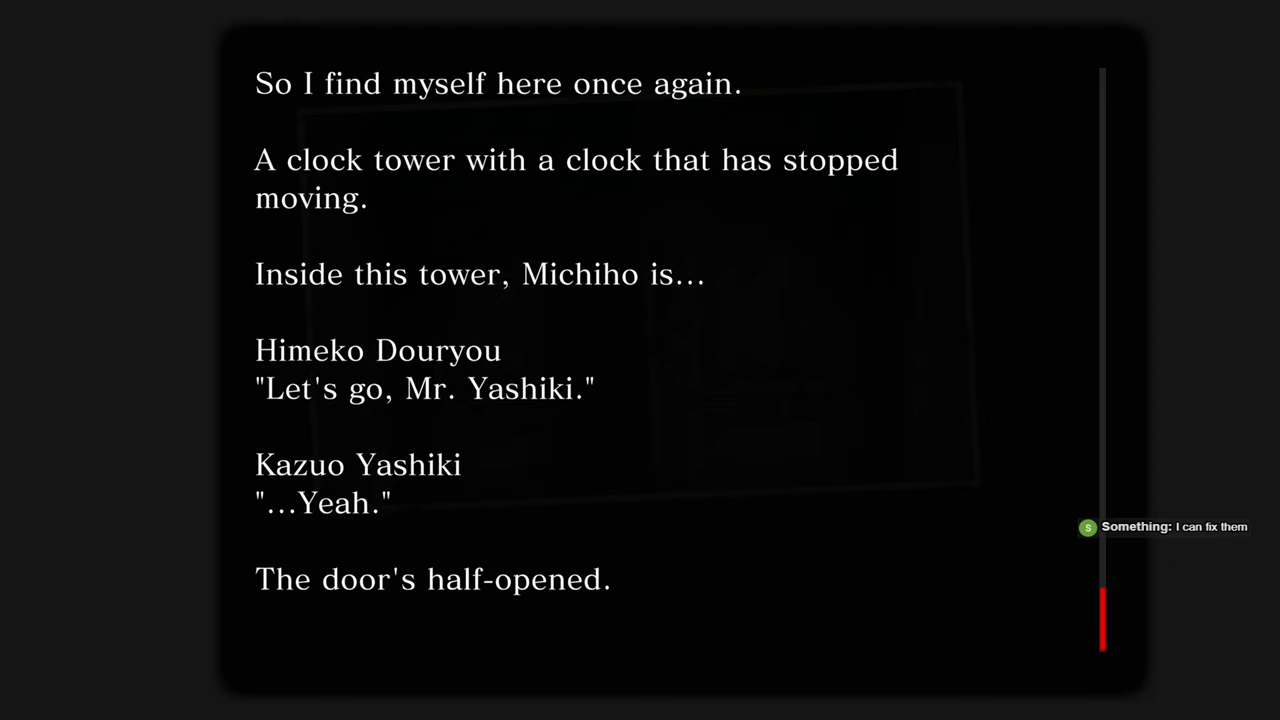 So I find myself here once again.
A clock tower with a clock that has stopped
moving.
Inside this tower, Michiho is...
Himeko Douryou
"Let's go, Mr. Yashiki."
Kazuo Yashiki
"...Yeah."
S Something: I can fix them
The door's half-opened.